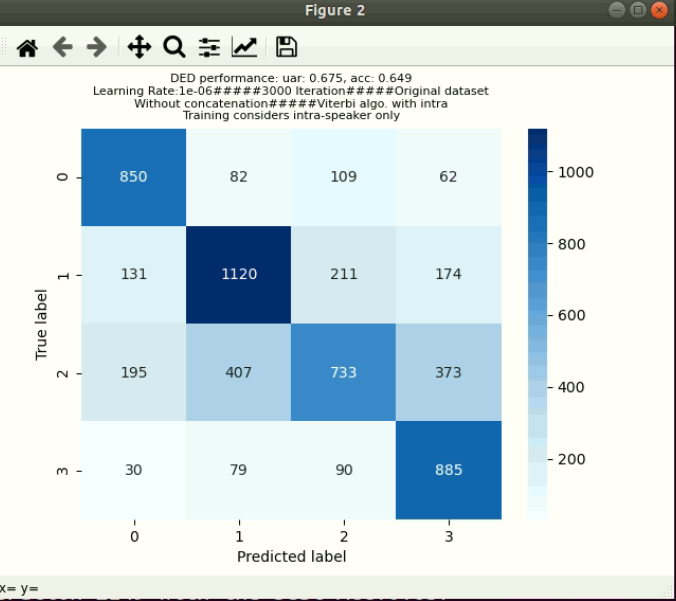 Figure 2
DED performance: uar: 0.675, acc: 0.649
Learning Rate:1e-06#####3000 Iteration#####Original dataset
Without concatenation#####Viterbi algo. with intra
Training considers intra-speaker only
0 850 82 109 62
1 131 1120 211 174
2 195 407 733 373
3 30 79 90 885
0 1 2 3
Predicted label
True label
1000
800
600
400
200
x= y=